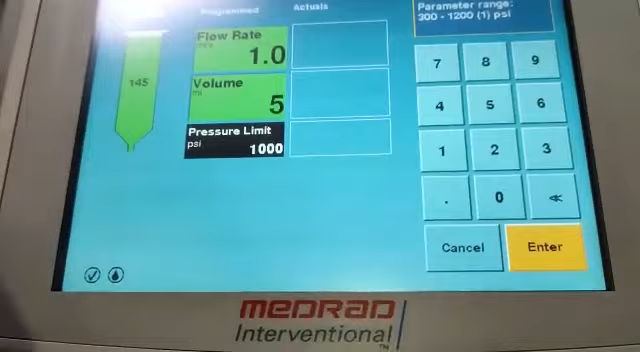 Programmed
Actuals
Parameter range:
300 - 1200 (1) psi
145
Flow Rate
ml/s
1.0
Volume
ml
5
Pressure Limit
psi
1000
7 8 9
4 5 6
1 2 3
. 0 ≪
Cancel Enter
MEDRAD
Interventional
TM